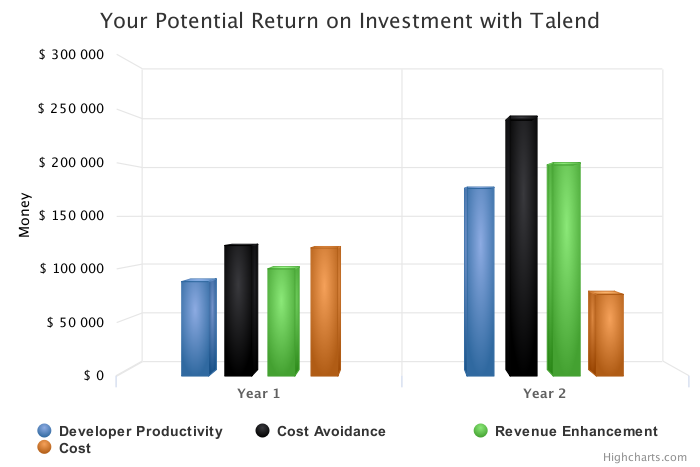 Your Potential Return on Investment with Talend
$ 300 000
$ 250 000
$ 200 000
$ 150 000
$ 100 000
$ 50 000
$ 0
Money
Year 1
Year 2
Developer Productivity
Cost Avoidance
Revenue Enhancement
Cost
Highcharts.com